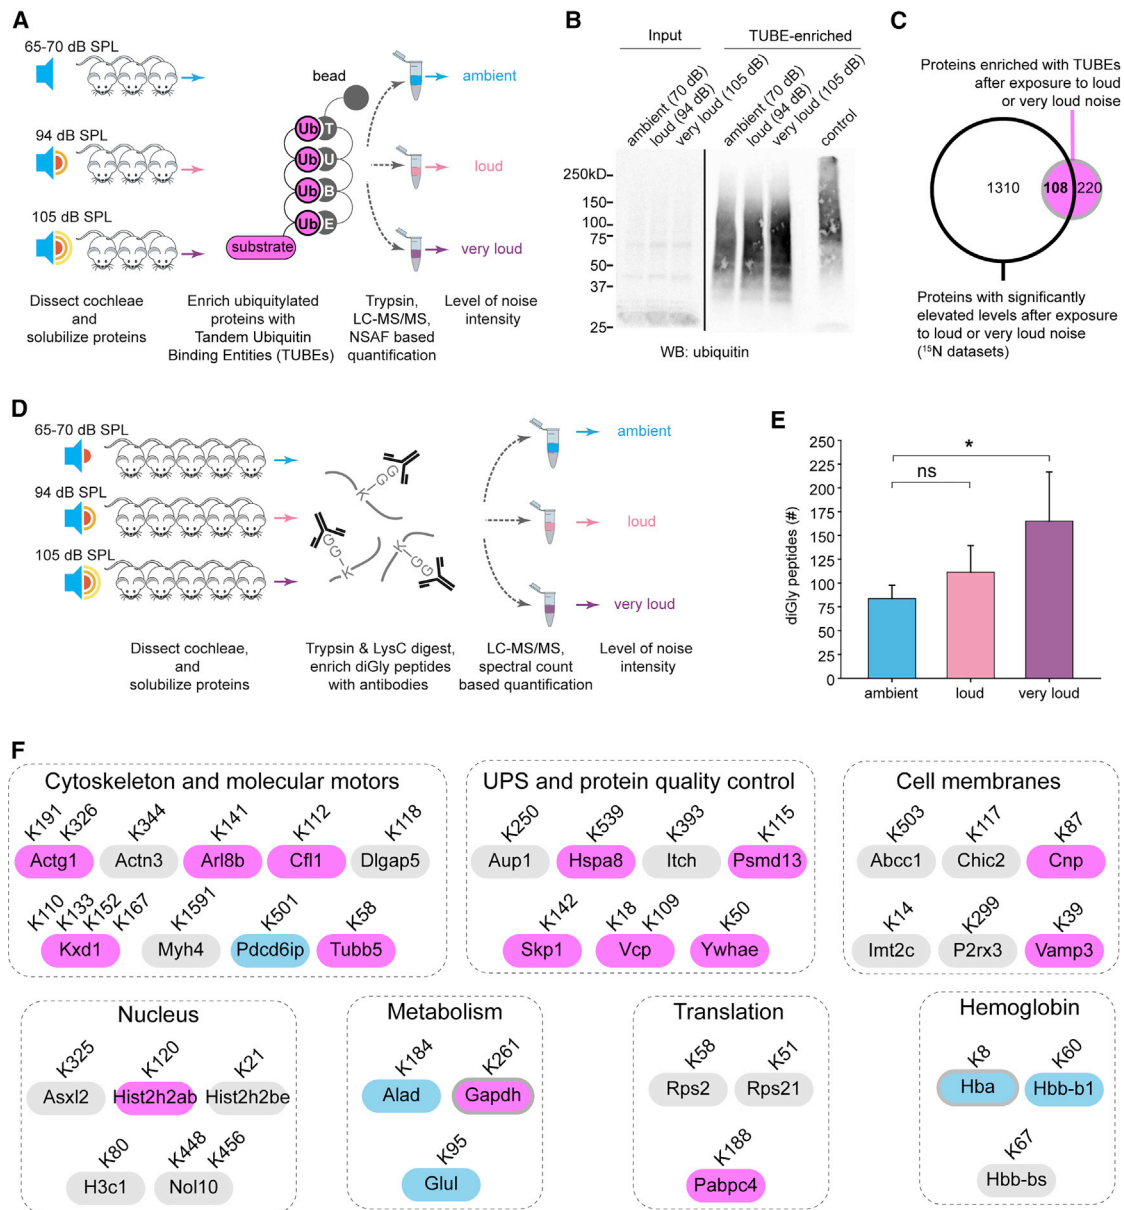 A
65-70 dB SPL
94 dB SPL
105 dB SPL
bead
Ub T
Ub U
Ub B
Ub E
substrate
ambient
loud
very loud
Dissect cochleae
and
solubilize proteins
Enrich ubiquitylated
proteins with
Tandem Ubiquitin
Binding Entities (TUBEs)
Trypsin,
LC-MS/MS,
NSAF based
quantification
Level of noise
intensity
B
Input
TUBE-enriched
ambient (70 dB)
loud (94 dB)
very loud (105 dB)
ambient (70 dB)
loud (94 dB)
very loud (105 dB)
control
250kD
150
100
75
50
37
25
WB: ubiquitin
C
Proteins enriched with TUBEs
after exposure to loud
or very loud noise
1310
108
220
Proteins with significantly
elevated levels after exposure
to loud or very loud noise
(¹⁵N datasets)
D
65-70 dB SPL
94 dB SPL
105 dB SPL
K-GG
K-GG
K-GG
ambient
loud
very loud
Dissect cochleae,
and
solubilize proteins
Trypsin & LysC digest,
enrich diGly peptides
with antibodies
LC-MS/MS,
spectral count
based quantification
Level of noise
intensity
E
diGly peptides (#)
250
225
200
175
150
125
100
75
50
25
0
ns
*
ambient
loud
very loud
F
Cytoskeleton and molecular motors
K191 K326 K344 K141 K112 K118
Actg1 Actn3 Arl8b Cfl1 Dlgap5
K110 K133 K152 K167 K1591 K501 K58
Kxd1 Myh4 Pdcd6ip Tubb5
UPS and protein quality control
K250 K539 K393 K115
Aup1 Hspa8 Itch Psmd13
K142 K18 K109 K50
Skp1 Vcp Ywhae
Cell membranes
K503 K117 K87
Abcc1 Chic2 Cnp
K14 K299 K39
Imt2c P2rx3 Vamp3
Nucleus
K325 K120 K21
Asxl2 Hist2h2ab Hist2h2be
K80 K448 K456
H3c1 Nol10
Metabolism
K184 K261
Alad Gapdh
K95
Glul
Translation
K58 K51
Rps2 Rps21
K188
Pabpc4
Hemoglobin
K8 K60
Hba Hbb-b1
K67
Hbb-bs